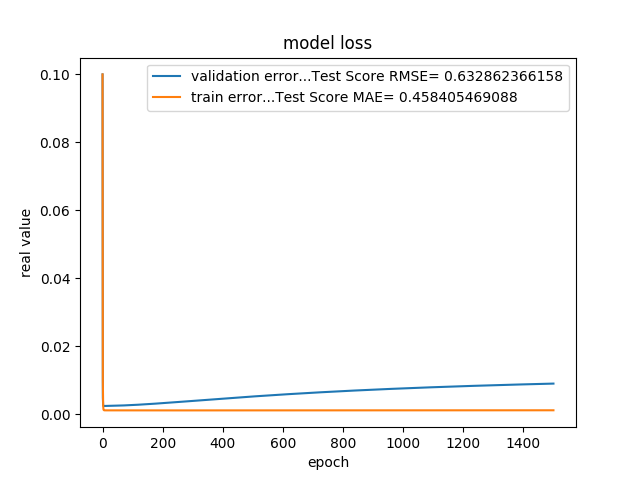 model loss
validation error...Test Score RMSE= 0.632862366158
train error...Test Score MAE= 0.458405469088
0.10
0.08
0.06
0.04
0.02
0.00
real value
0 200 400 600 800 1000 1200 1400
epoch